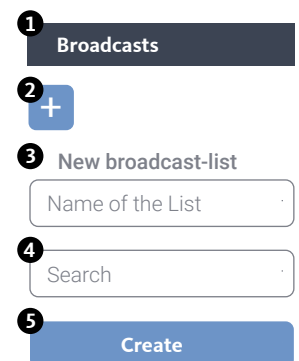 1
Broadcasts
2
+
3 New broadcast-list
Name of the List
4
Search
5
Create